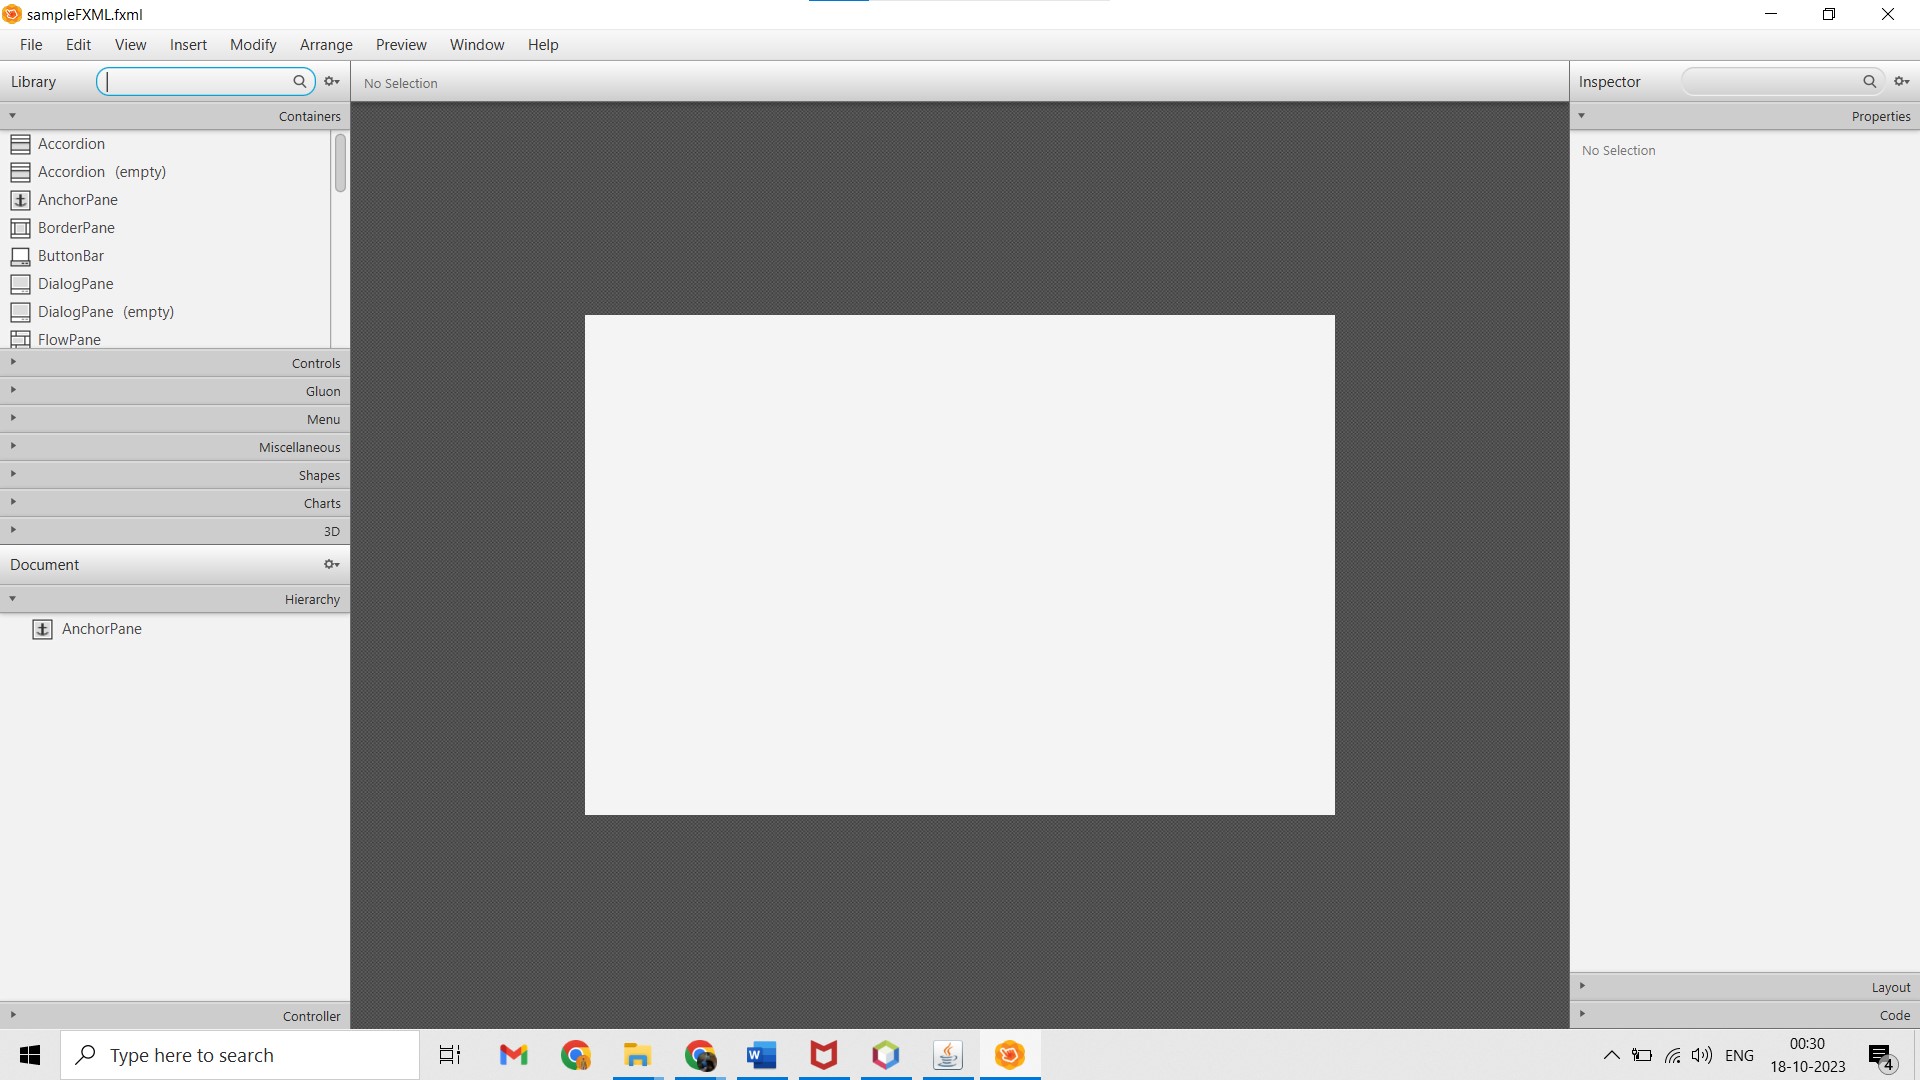 sampleFXML.fxml
File Edit View Insert Modify Arrange Preview Window Help
Library
No Selection
Inspector
Containers
Accordion
Accordion (empty)
AnchorPane
BorderPane
ButtonBar
DialogPane
DialogPane (empty)
FlowPane
Controls
Gluon
Menu
Miscellaneous
Shapes
Charts
3D
Document
Hierarchy
AnchorPane
Controller
Properties
No Selection
Layout
Code
Type here to search
W
ENG
00:30
18-10-2023
4